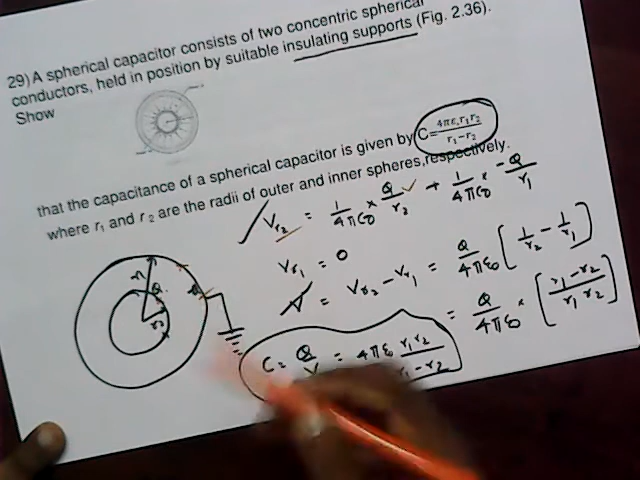 29) A spherical capacitor consists of two concentric spherical
conductors, held in position by suitable insulating supports (Fig. 2.36).
Show
that the capacitance of a spherical capacitor is given by C = 4πε₀r₁r₂ / r₁ - r₂
where r₁ and r₂ are the radii of outer and inner spheres, respectively.
V_r₂ = 1/4πε₀ × Q/r₂ + 1/4πε₀ × -Q/r₁
V_r₁ = 0
V = V_r₂ - V_r₁ = Q/4πε₀ [1/r₂ - 1/r₁]
= Q/4πε₀ × [r₁ - r₂ / r₁ r₂]
C = Q/V = 4πε₀ r₁r₂ / r₁ - r₂
r₁
r₂